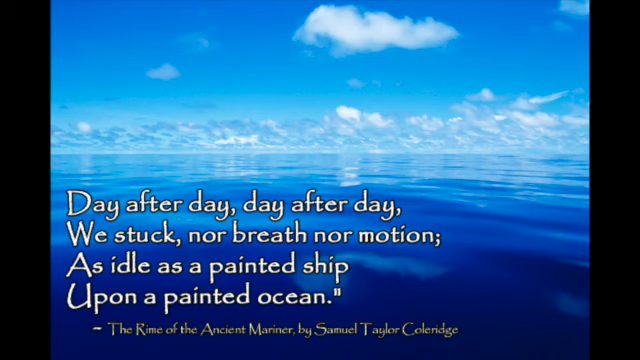 Day after day, day after day,
We stuck, nor breath nor motion;
As idle as a painted ship
Upon a painted ocean."
~ The Rime of the Ancient Mariner, by Samuel Taylor Coleridge